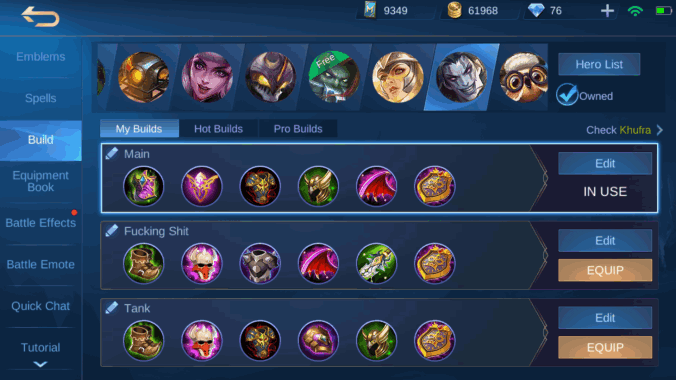 9349
61968
76
Emblems
Spells
Build
Equipment
Book
Battle Effects
Battle Emote
Quick Chat
Tutorial
Free
Hero List
Owned
My Builds
Hot Builds
Pro Builds
Check Khufra
Main
Edit
IN USE
Fucking Shit
Edit
EQUIP
Tank
Edit
EQUIP